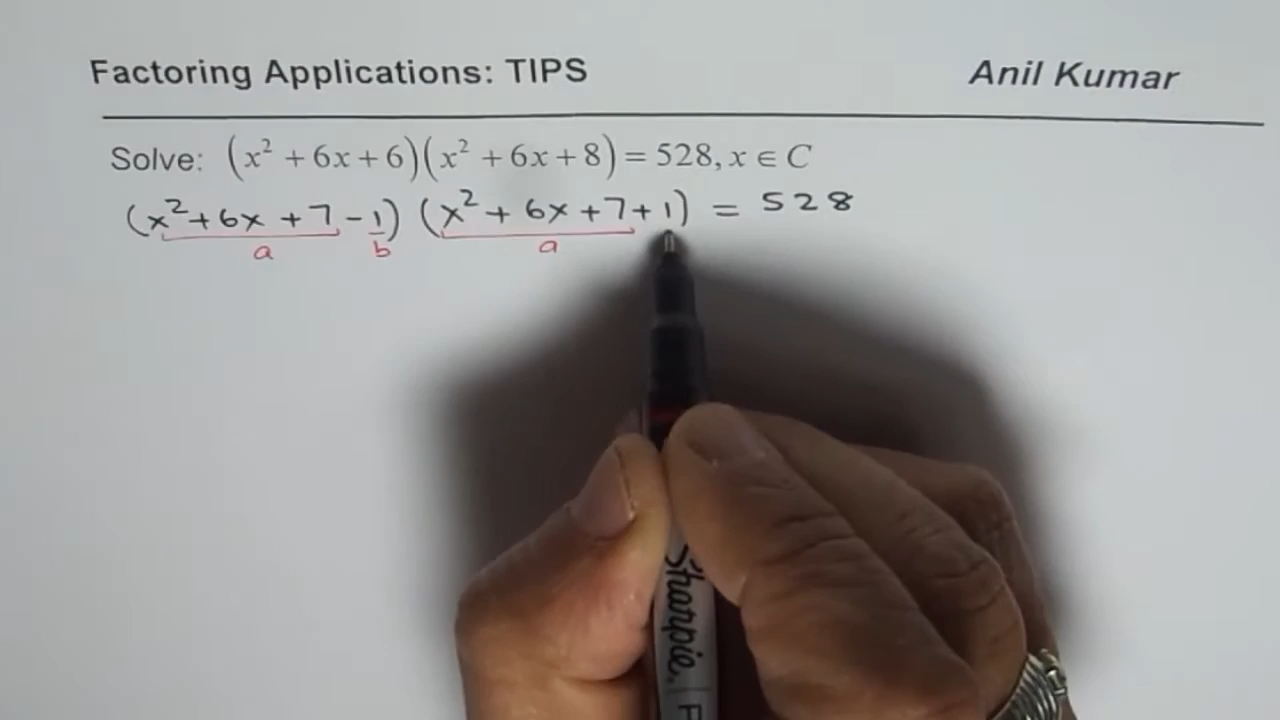 Factoring Applications: TIPS
Anil Kumar
Solve: (x² + 6x + 6)(x² + 6x + 8) = 528, x ∈ C
(x² + 6x + 7 - 1) (x² + 6x + 7 + 1) = 528
a b a
Sharpie.
F